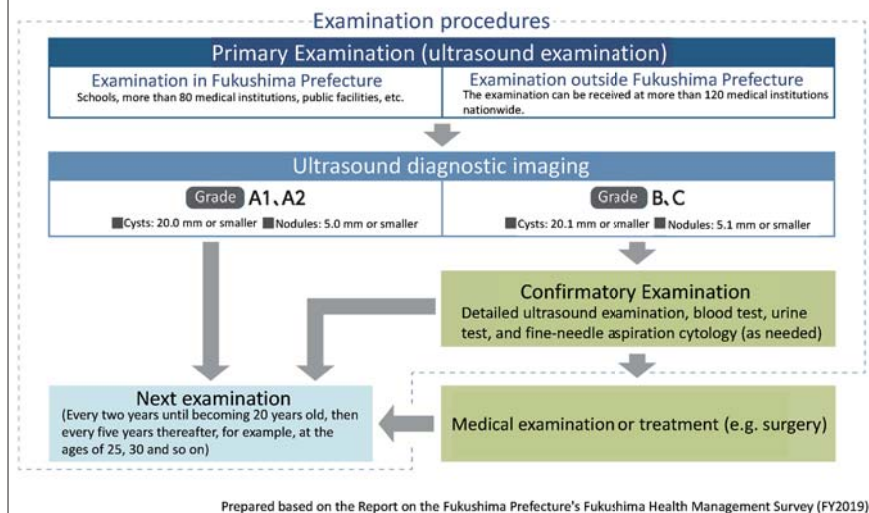 Examination procedures
Primary Examination (ultrasound examination)
Examination in Fukushima Prefecture
Schools, more than 80 medical institutions, public facilities, etc.
Examination outside Fukushima Prefecture
The examination can be received at more than 120 medical institutions
nationwide.
Ultrasound diagnostic imaging
Grade A1、A2
■Cysts: 20.0 mm or smaller ■Nodules: 5.0 mm or smaller
Grade B、C
■Cysts: 20.1 mm or smaller ■Nodules: 5.1 mm or smaller
Confirmatory Examination
Detailed ultrasound examination, blood test, urine
test, and fine-needle aspiration cytology (as needed)
Next examination
(Every two years until becoming 20 years old, then
every five years thereafter, for example, at the
ages of 25, 30 and so on)
Medical examination or treatment (e.g. surgery)
Prepared based on the Report on the Fukushima Prefecture's Fukushima Health Management Survey (FY2019)